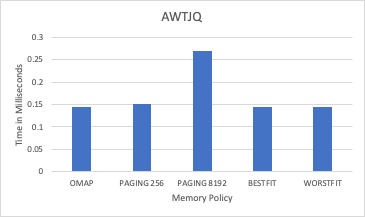 AWTJQ
0.3
0.25
0.2
0.15
0.1
0.05
0
Time in Milliseconds
OMAP PAGING 256 PAGING 8192 BESTFIT WORSTFIT
Memory Policy